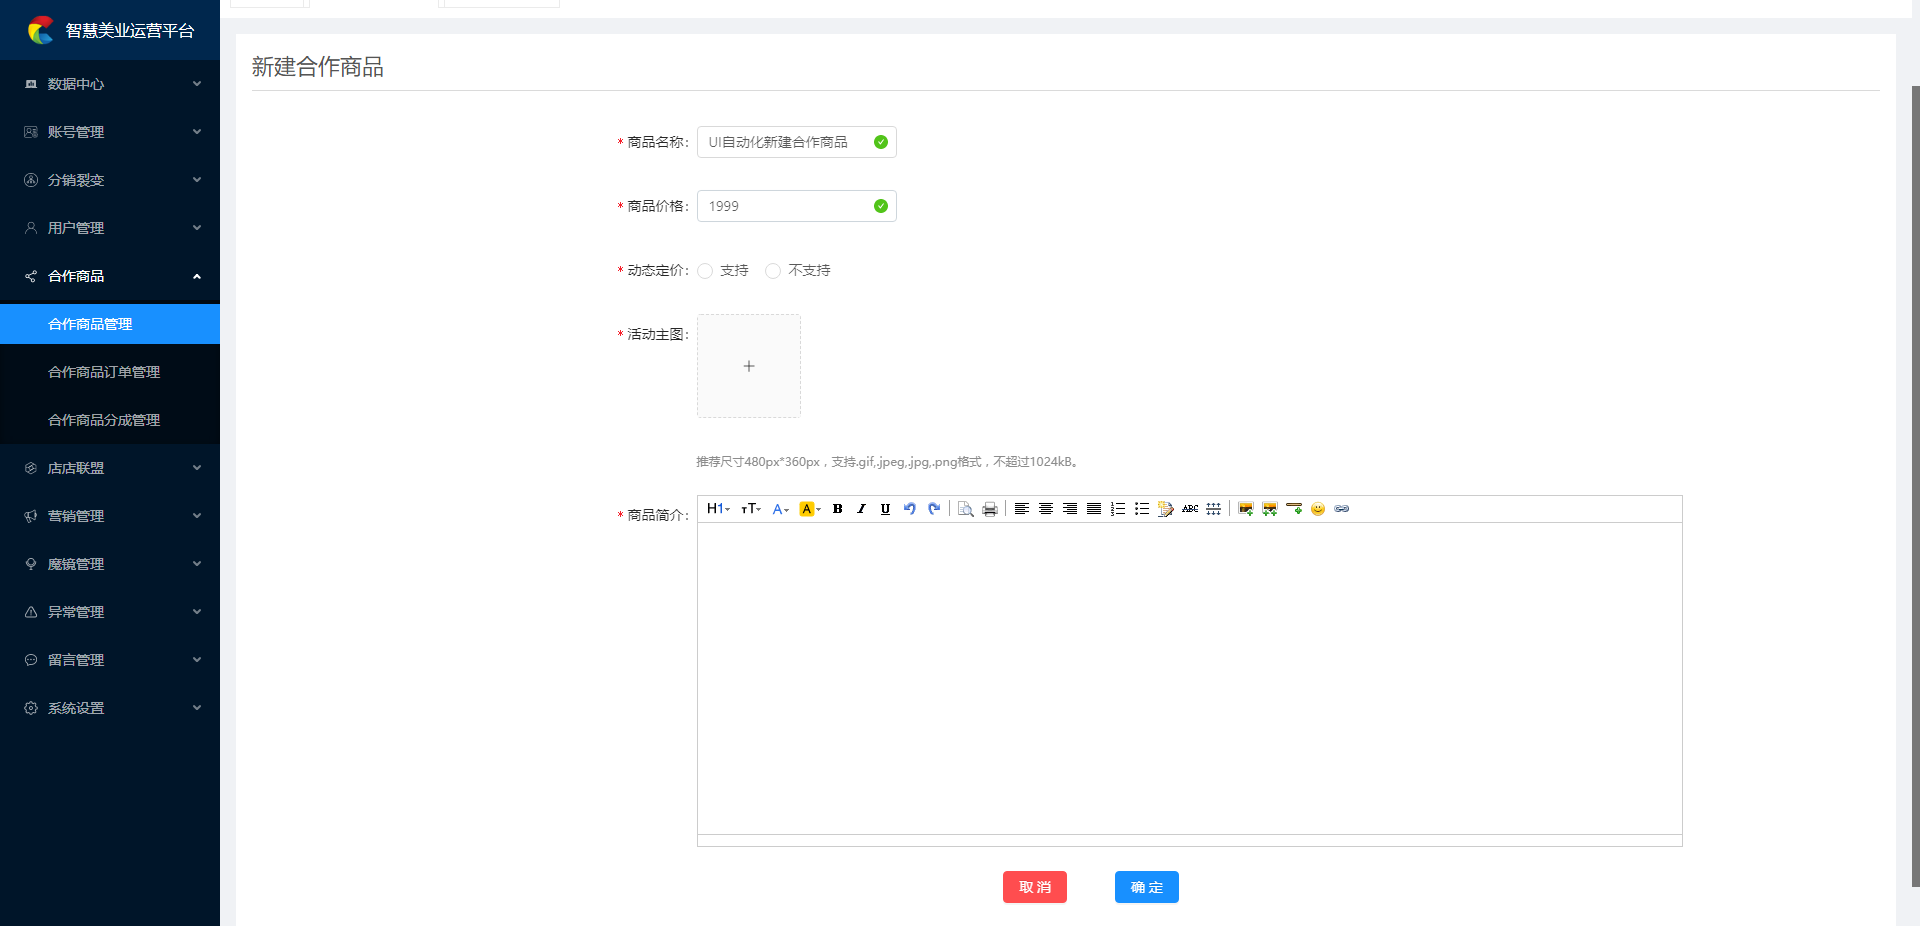 智慧美业运营平台
数据中心
账号管理
分销裂变
用户管理
合作商品
合作商品管理
合作商品订单管理
合作商品分成管理
店店联盟
营销管理
魔镜管理
异常管理
留言管理
系统设置
新建合作商品
* 商品名称: UI自动化新建合作商品
* 商品价格: 1999
* 动态定价: 支持 不支持
* 活动主图:
推荐尺寸480px*360px，支持.gif,.jpeg,.jpg,.png格式，不超过1024kB。
* 商品简介: H1 TT A A B I U ABC
取 消 确 定